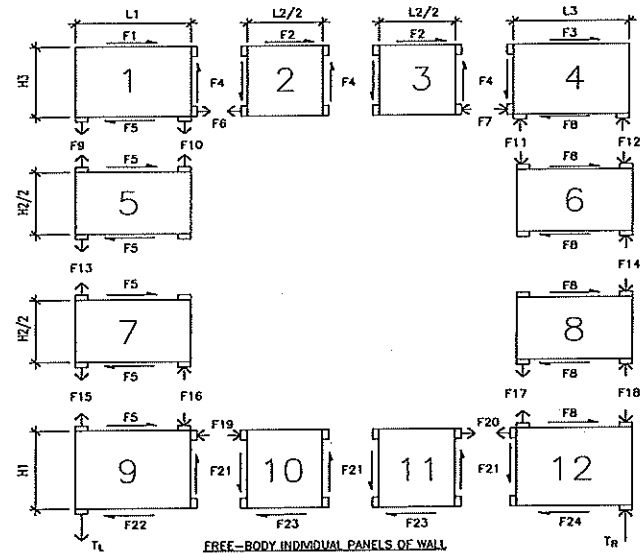 L1 L2/2 L2/2 L3
F1 F2 F2 F3
H3 1 F4 2 F4 3 F4 4
F5 F6 F7 F8
F9 F10 F11 F12
F5 F8
H2/2 5 6
F5 F8
F13 F14
F5 F8
H2/2 7 8
F5 F8
F15 F16 F17 F18
F5 F19 F20 F8
H1 9 F21 10 F21 11 F21 12
F22 F23 F23 F24
TL FREE-BODY INDIVIDUAL PANELS OF WALL TR